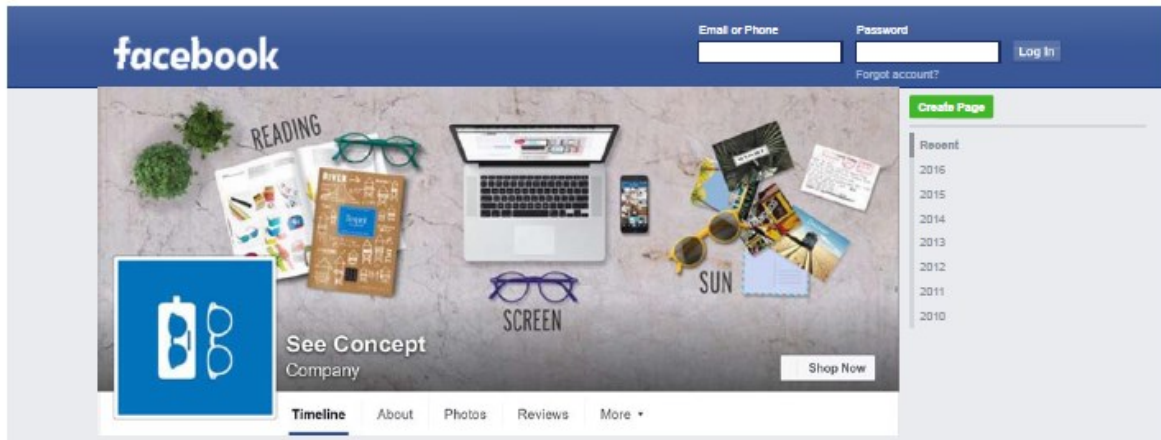 Email or Phone
Password
facebook
Log In
Forgot account?
Create Page
Recent
2016
2015
2014
2013
2012
2011
2010
READING
SCREEN
SUN
See Concept
Company
Shop Now
Timeline
About
Photos
Reviews
More